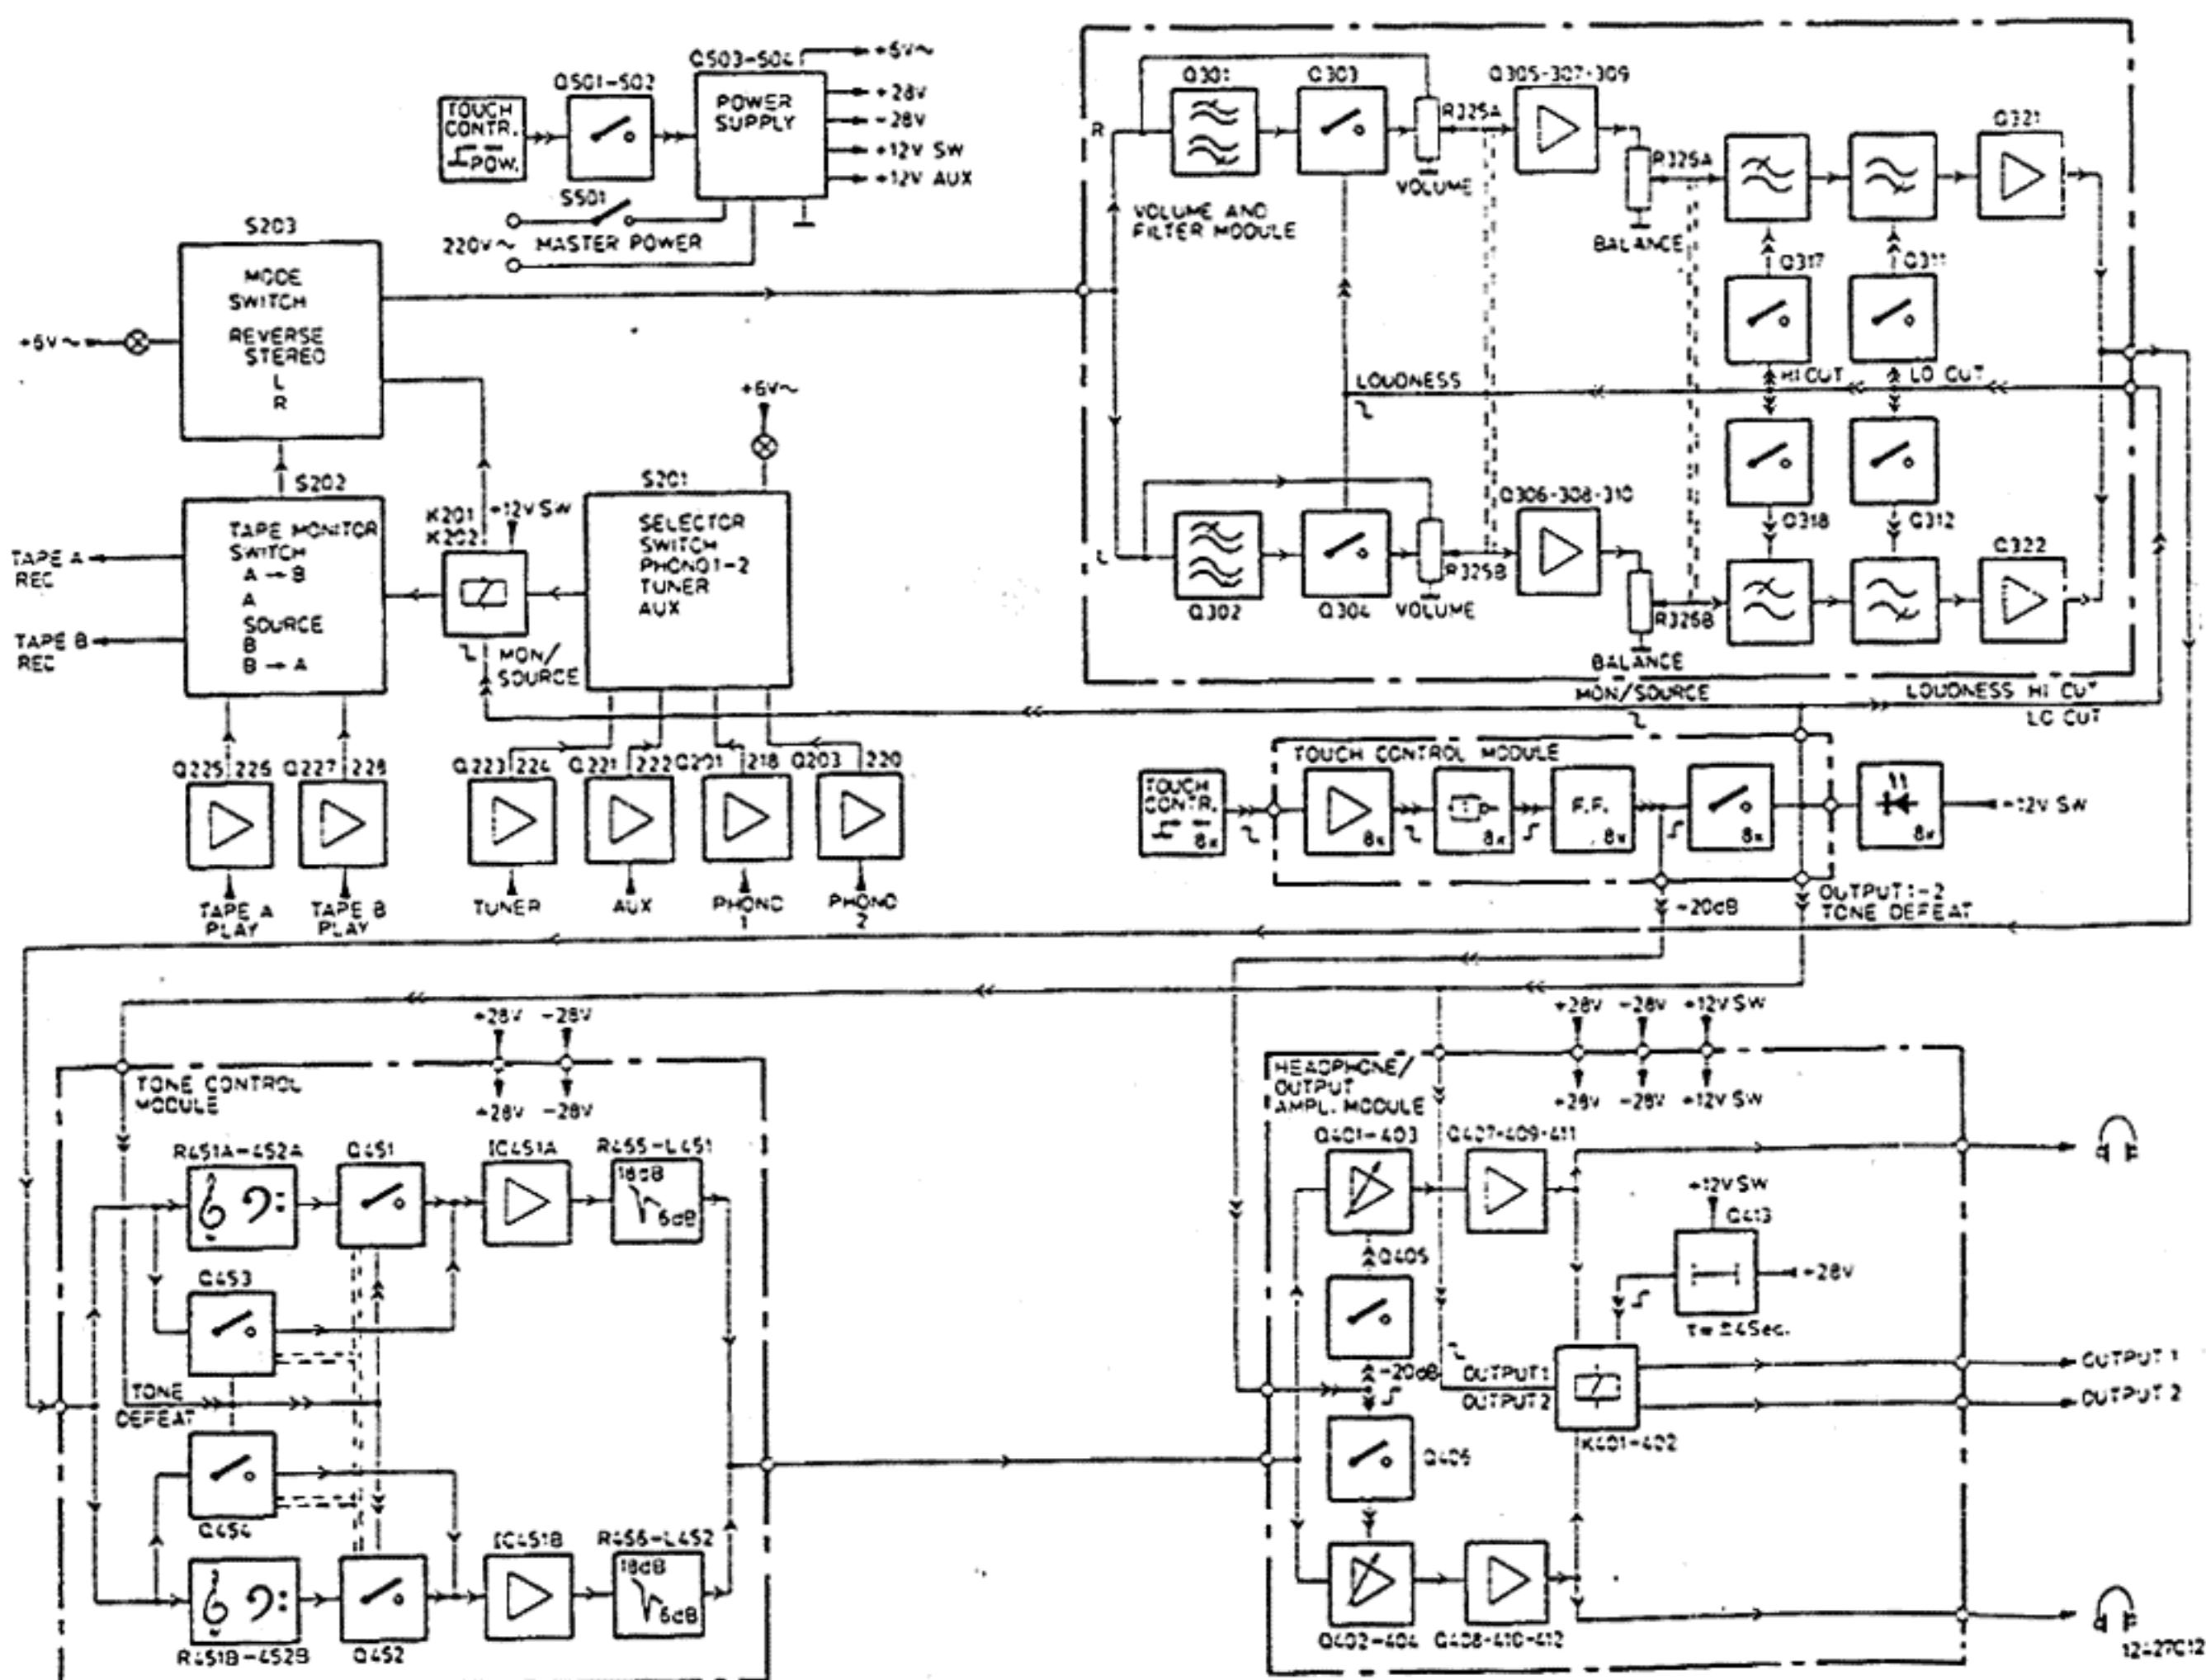 Q503-504
+6V~
Q501-502
TOUCH
CONTR.
POW.
POWER
SUPPLY
+28V
-28V
+12V SW
+12V AUX
S501
220V~ MASTER POWER
S203
MODE
SWITCH
REVERSE
STEREO
L
R
+6V~
+6V~
S202
TAPE MONITOR
SWITCH
A → B
A
SOURCE
B
B → A
TAPE A
REC
TAPE B
REC
K201
K202
+12V SW
MON/
SOURCE
S201
SELECTOR
SWITCH
PHONO1-2
TUNER
AUX
Q225 226
Q227 228
Q223 224
Q221 222
218
Q203 220
TAPE A
PLAY
TAPE B
PLAY
TUNER
AUX
PHONO
1
PHONO
2
R
Q301
Q303
R325A
VOLUME
Q305-307-309
R326A
BALANCE
Q321
VOLUME AND
FILTER MODULE
Q317
Q311
LOUDNESS
HI CUT
LO CUT
L
Q302
Q304
R325B
VOLUME
Q306-308-310
R326B
BALANCE
Q318
Q312
Q322
MON/SOURCE
LOUDNESS HI CUT
LO CUT
TOUCH CONTROL MODULE
TOUCH
CONTR.
8x
8x
8x
F.F.
8x
8x
8x
-12V SW
-20dB
OUTPUT 1-2
TONE DEFEAT
+28V -28V
TONE CONTROL
MODULE
+28V -28V
R451A-452A
Q451
IC451A
R455-L451
18dB
6dB
Q453
TONE
DEFEAT
Q454
R451B-452B
Q452
IC451B
R456-L452
18dB
6dB
+28V -28V +12V SW
HEADPHONE/
OUTPUT
AMPL. MODULE
+28V -28V +12V SW
Q401-403
Q407-409-411
Q405
+12V SW
Q413
+28V
-20dB
OUTPUT1
OUTPUT2
K401-402
OUTPUT 1
OUTPUT 2
Q406
Q402-404
Q408-410-412
12427C12